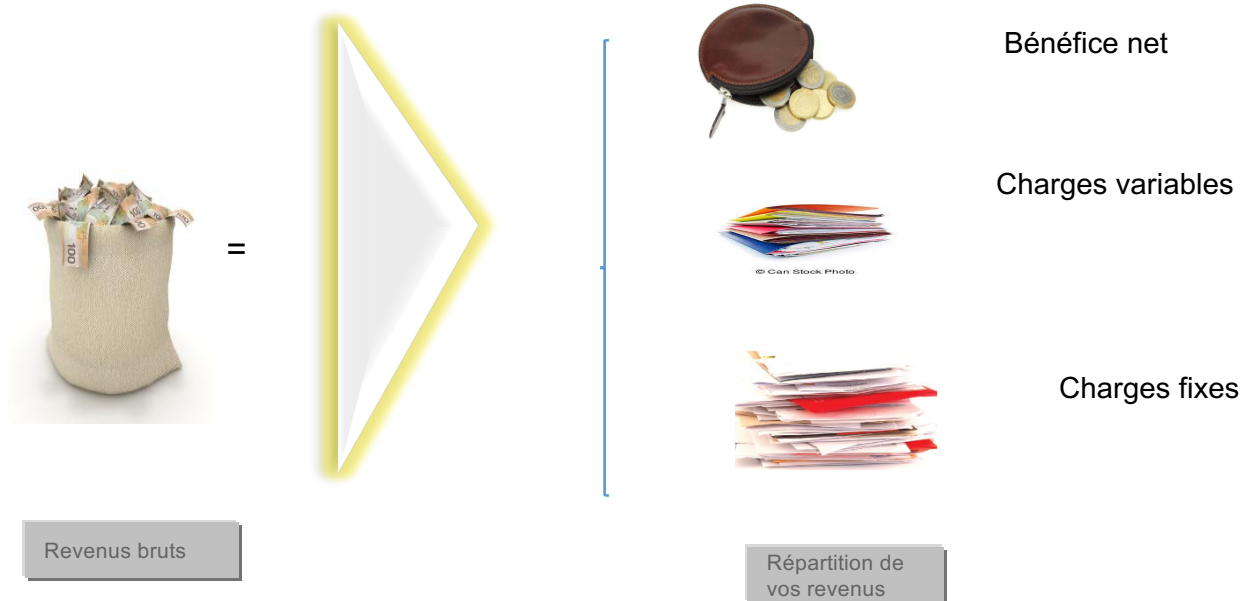 Bénéfice net
Charges variables
=
© Can Stock Photo
Charges fixes
Revenus bruts
Répartition de
vos revenus